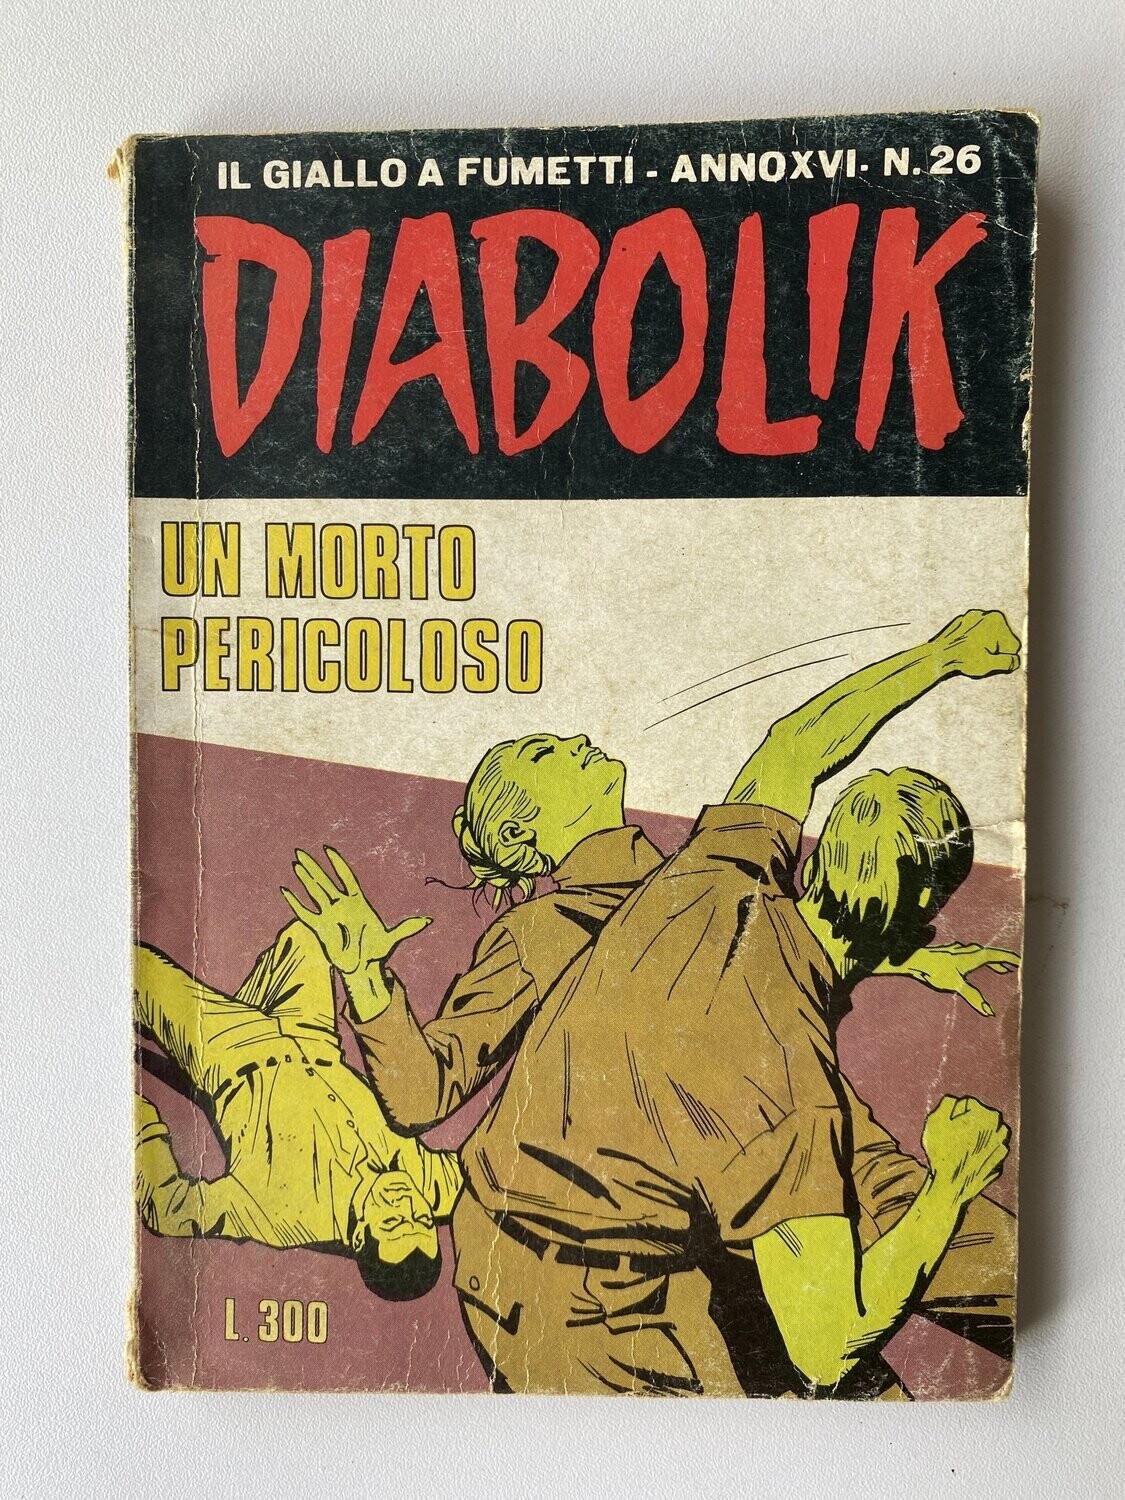 IL GIALLO A FUMETTI - ANNOXVI· N. 26
DIABOLIK
UN MORTO
PERICOLOSO
L. 300